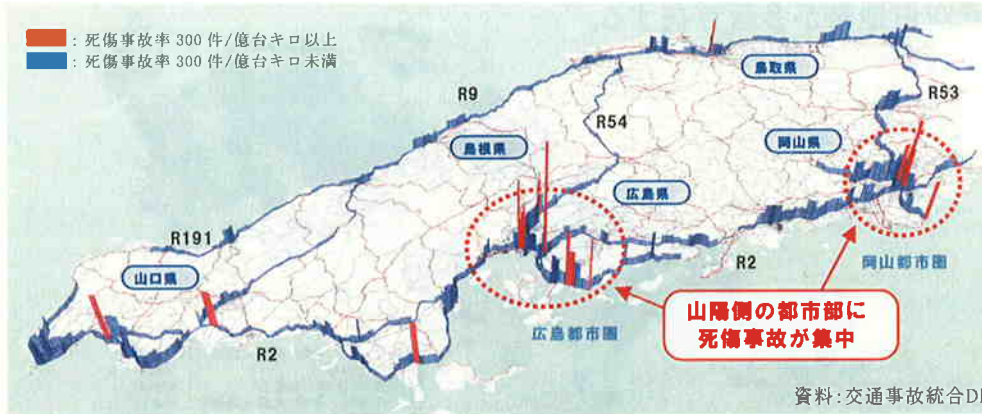 ：死傷事故率 300 件/億台キロ以上
：死傷事故率 300 件/億台キロ未満
鳥取県
R9
R53
R54
島根県
岡山県
広島県
R191
山口県
R2
岡山都市圏
山陽側の都市部に
死傷事故が集中
広島都市圏
R2
資料:交通事故統合D